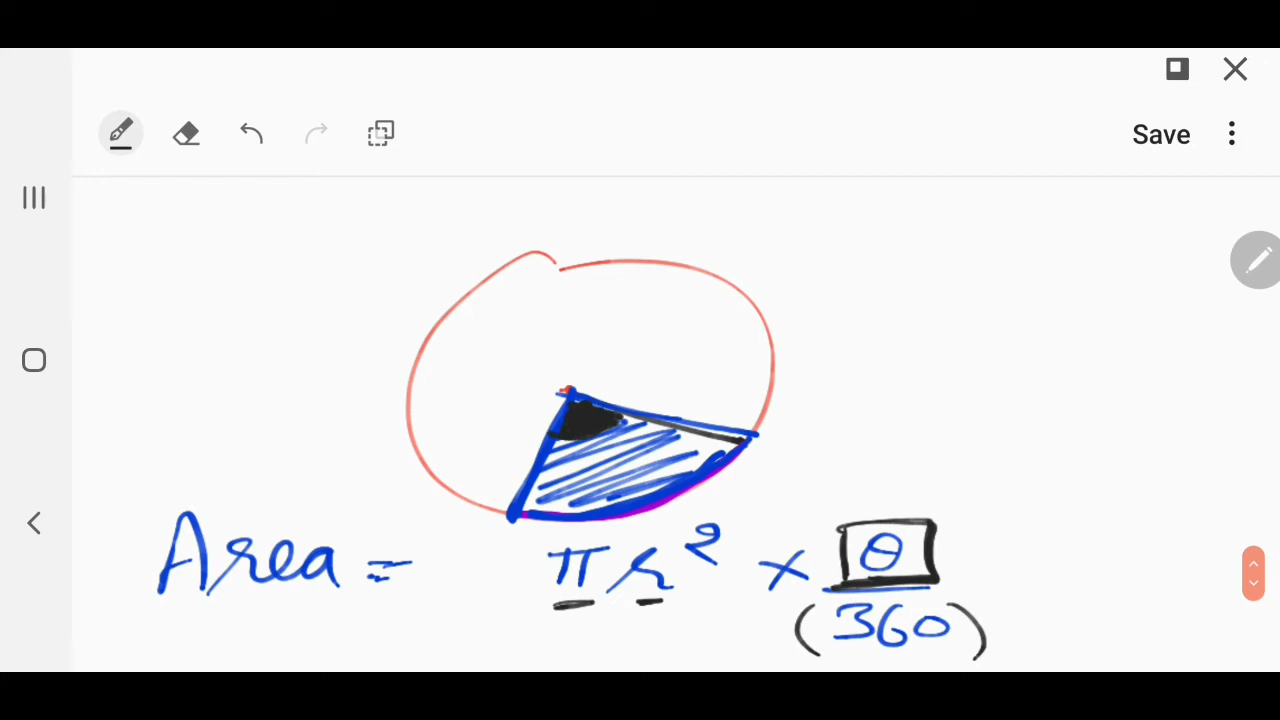 Save
Area = πr² × θ/(360)